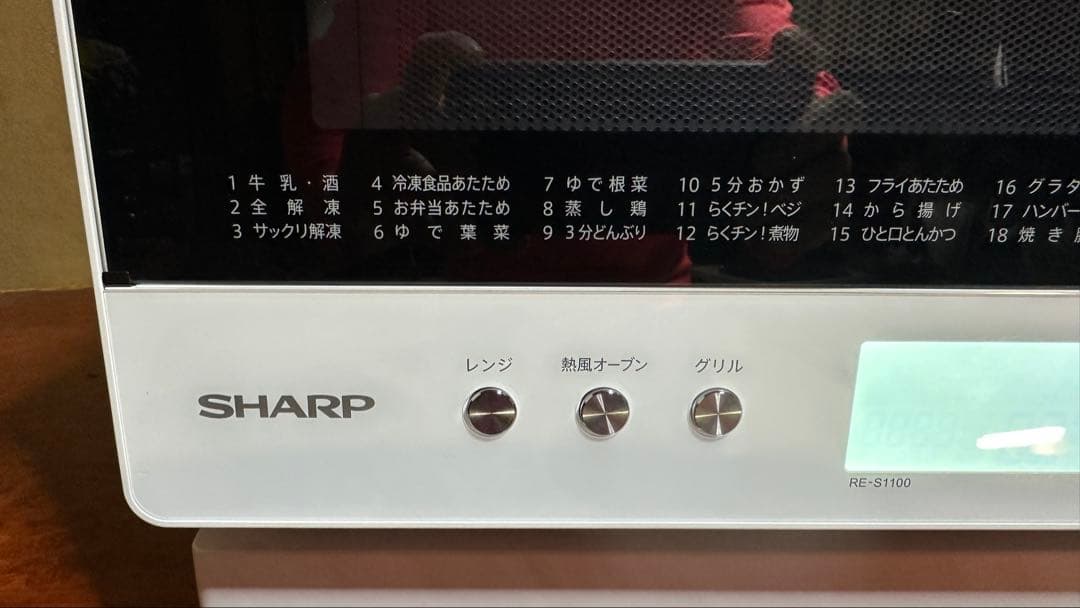 1 牛乳・酒 4 冷凍食品あたため 7 ゆで根菜 10 5分おかず 13 フライあたため 16 グラタ
2 全解凍 5 お弁当あたため 8 蒸し鶏 11 らくチン!ベジ 14 から揚げ 17 ハンバー
3 サックリ解凍 6 ゆで葉菜 9 3分どんぶり 12 らくチン!煮物 15 ひと口とんかつ 18 焼き
レンジ 熱風オーブン グリル
SHARP
RE-S1100